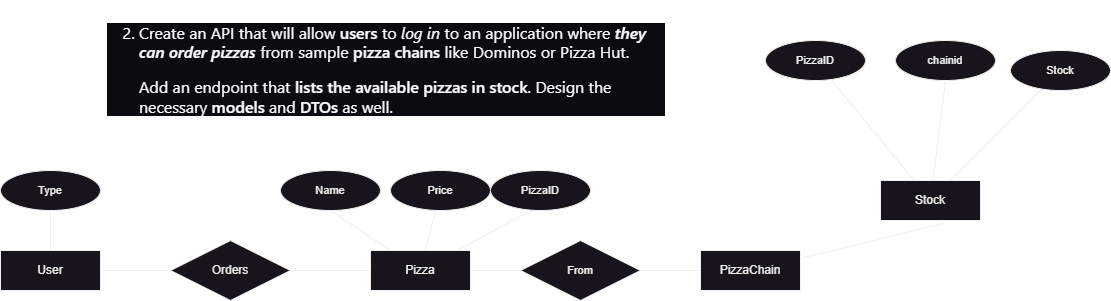 2. Create an API that will allow users to log in to an application where they
can order pizzas from sample pizza chains like Dominos or Pizza Hut.
Add an endpoint that lists the available pizzas in stock. Design the
necessary models and DTOs as well.
PizzaID
chainid
Stock
Type
Name
Price
PizzaID
Stock
User
Orders
Pizza
From
PizzaChain